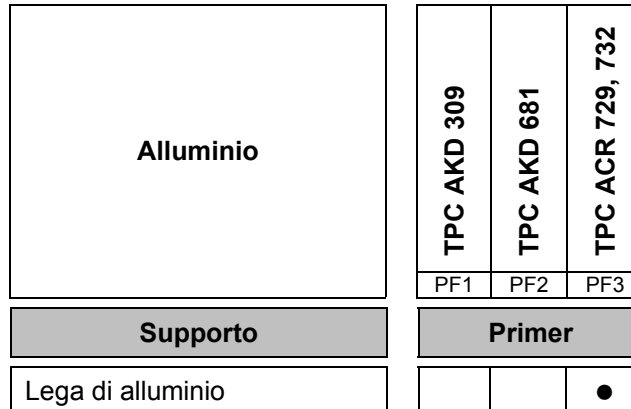 Alluminio
TPC AKD 309
TPC AKD 681
TPC ACR 729, 732
PF1
PF2
PF3
Supporto
Primer
Lega di alluminio
●